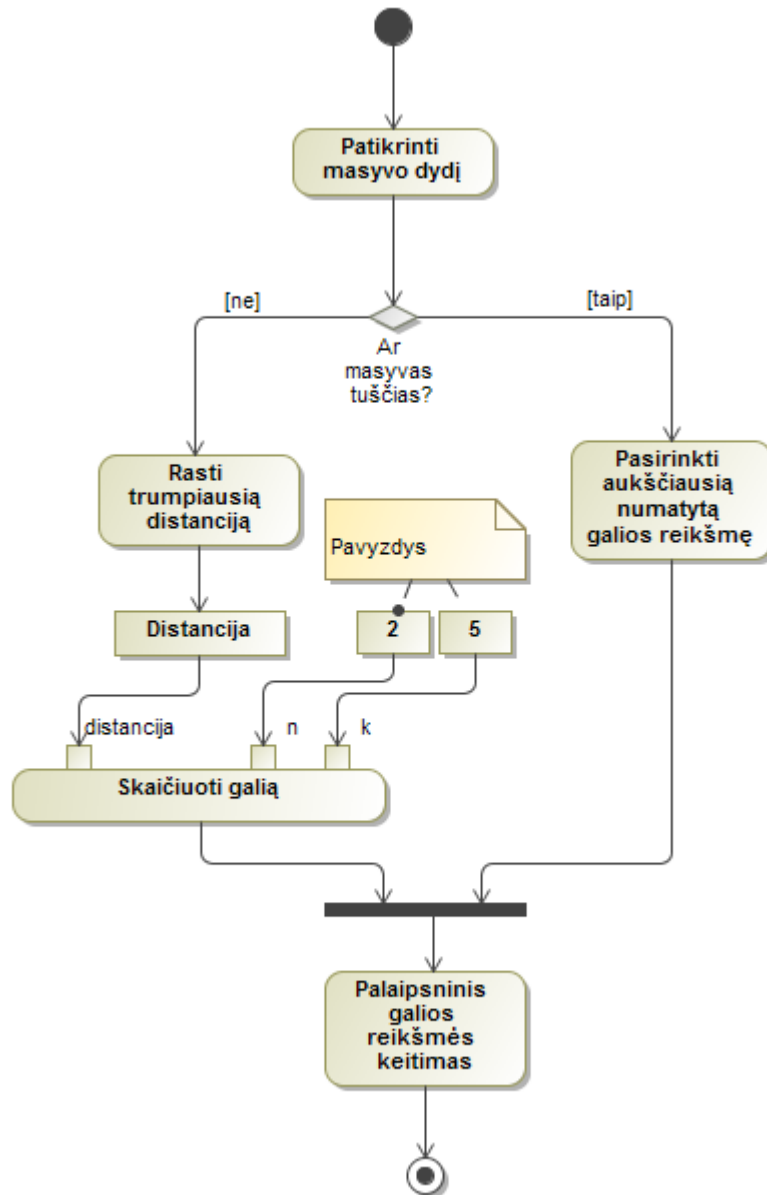 Patikrinti
masyvo dydį
[ne]
[taip]
Ar
masyvas
tuščias?
Rasti
trumpiausią
distanciją
Pasirinkti
aukščiausią
numatytą
galios reikšmę
Pavyzdys
Distancija
2
5
distancija
n
k
Skaičiuoti galią
Palaipsninis
galios
reikšmės
keitimas